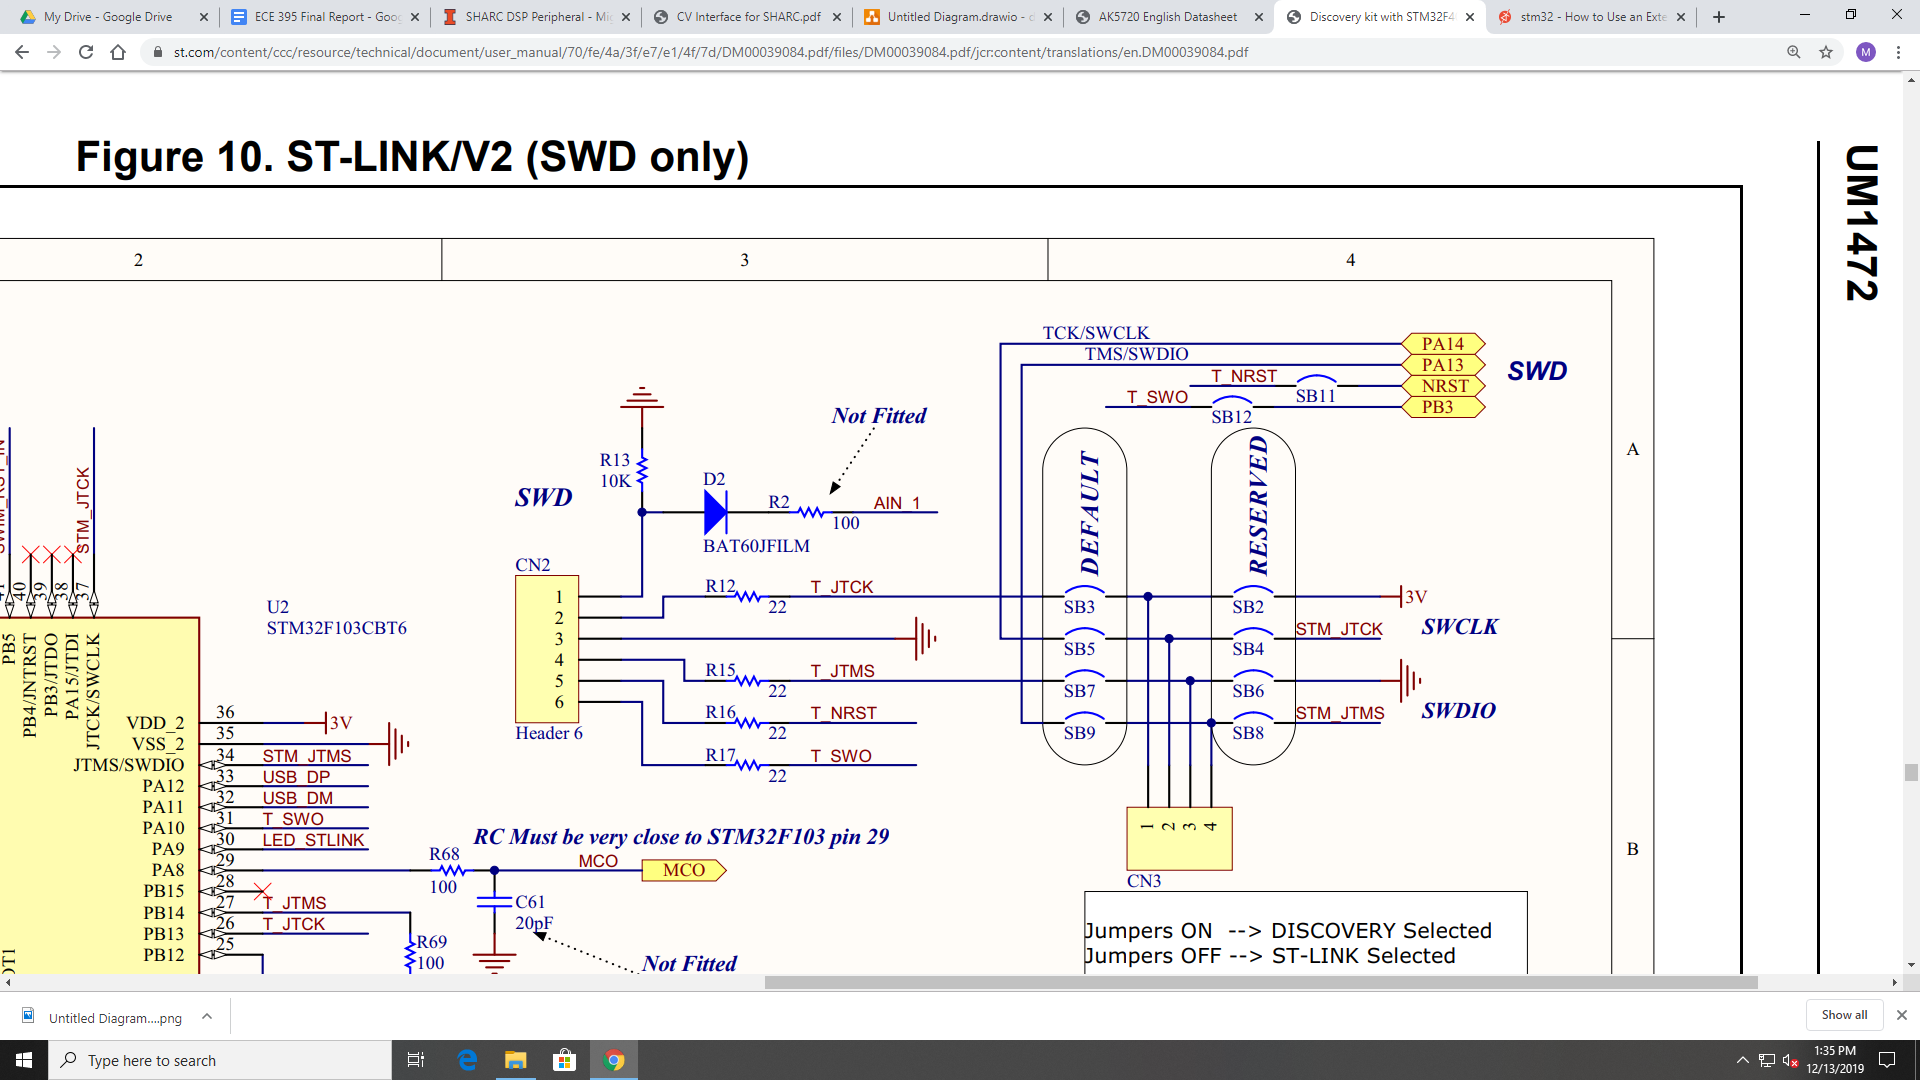 My Drive - Google Drive
ECE 395 Final Report - Goog
SHARC DSP Peripheral - Mi
CV Interface for SHARC.pdf
Untitled Diagram.drawio - d
AK5720 English Datasheet
Discovery kit with STM32F4
stm32 - How to Use an Exte
st.com/content/ccc/resource/technical/document/user_manual/70/fe/4a/3f/e7/e1/4f/7d/DM00039084.pdf/files/DM00039084.pdf/jcr:content/translations/en.DM00039084.pdf
M
Figure 10. ST-LINK/V2 (SWD only)
UM1472
2
3
4
A
B
TCK/SWCLK
TMS/SWDIO
T_NRST
SB11
T_SWO
SB12
PA14
PA13
NRST
PB3
SWD
Not Fitted
R13
10K
SWD
D2
BAT60JFILM
R2
100
AIN_1
DEFAULT
RESERVED
CN2
1
2
3
4
5
6
Header 6
R12
22
T_JTCK
R15
22
T_JTMS
R16
22
T_NRST
R17
22
T_SWO
SB3
SB5
SB7
SB9
SB2
SB4
SB6
SB8
3V
STM_JTCK
SWCLK
STM_JTMS
SWDIO
1
2
3
4
CN3
Jumpers ON --> DISCOVERY Selected
Jumpers OFF --> ST-LINK Selected
STM_JTCK
40
39
38
37
U2
STM32F103CBT6
PB5
PB4/JNTRST
PB3/JTDO
PA15/JTDI
JTCK/SWCLK
VDD_2
36
3V
VSS_2
35
JTMS/SWDIO
34
STM_JTMS
PA12
33
USB_DP
PA11
32
USB_DM
PA10
31
T_SWO
PA9
30
LED_STLINK
PA8
29
PB15
28
PB14
27
T_JTMS
PB13
26
T_JTCK
PB12
25
OT1
RC Must be very close to STM32F103 pin 29
R68
100
MCO
MCO
C61
20pF
Not Fitted
R69
100
Untitled Diagram....png
Show all
Type here to search
1:35 PM
12/13/2019